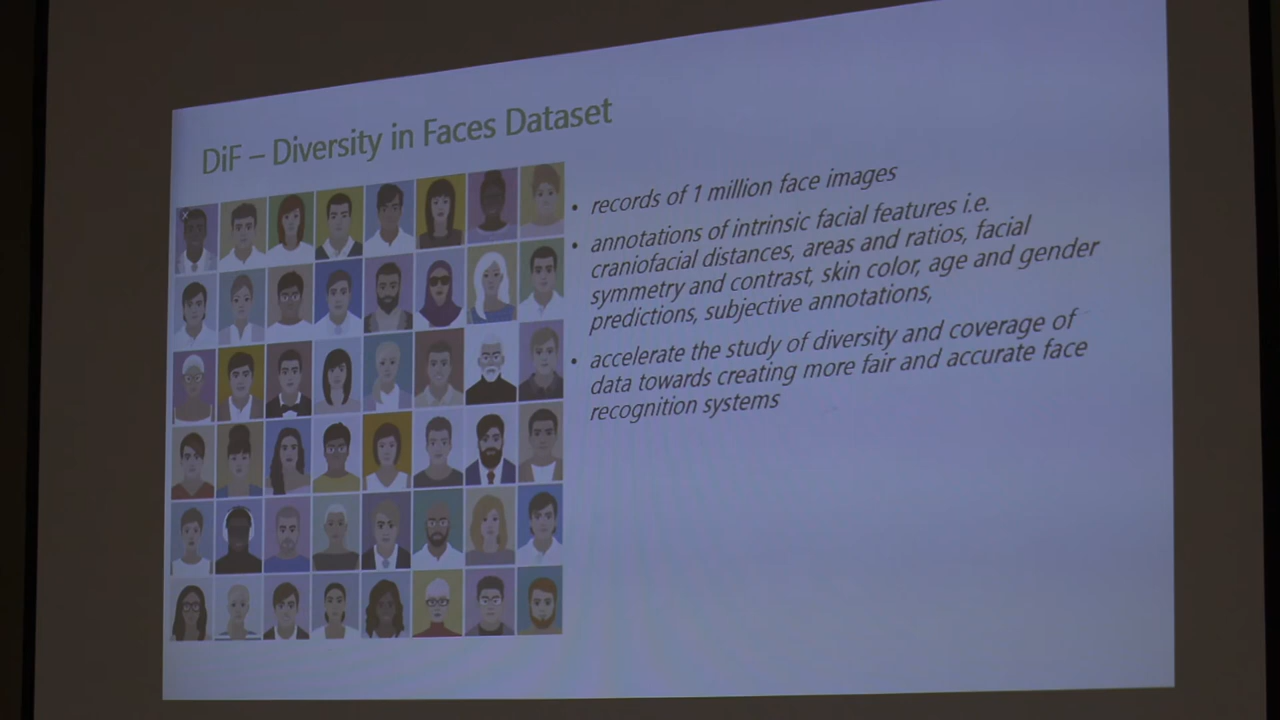 DiF – Diversity in Faces Dataset
• records of 1 million face images
• annotations of intrinsic facial features i.e.
craniofacial distances, areas and ratios, facial
symmetry and contrast, skin color, age and gender
predictions, subjective annotations,
• accelerate the study of diversity and coverage of
data towards creating more fair and accurate face
recognition systems